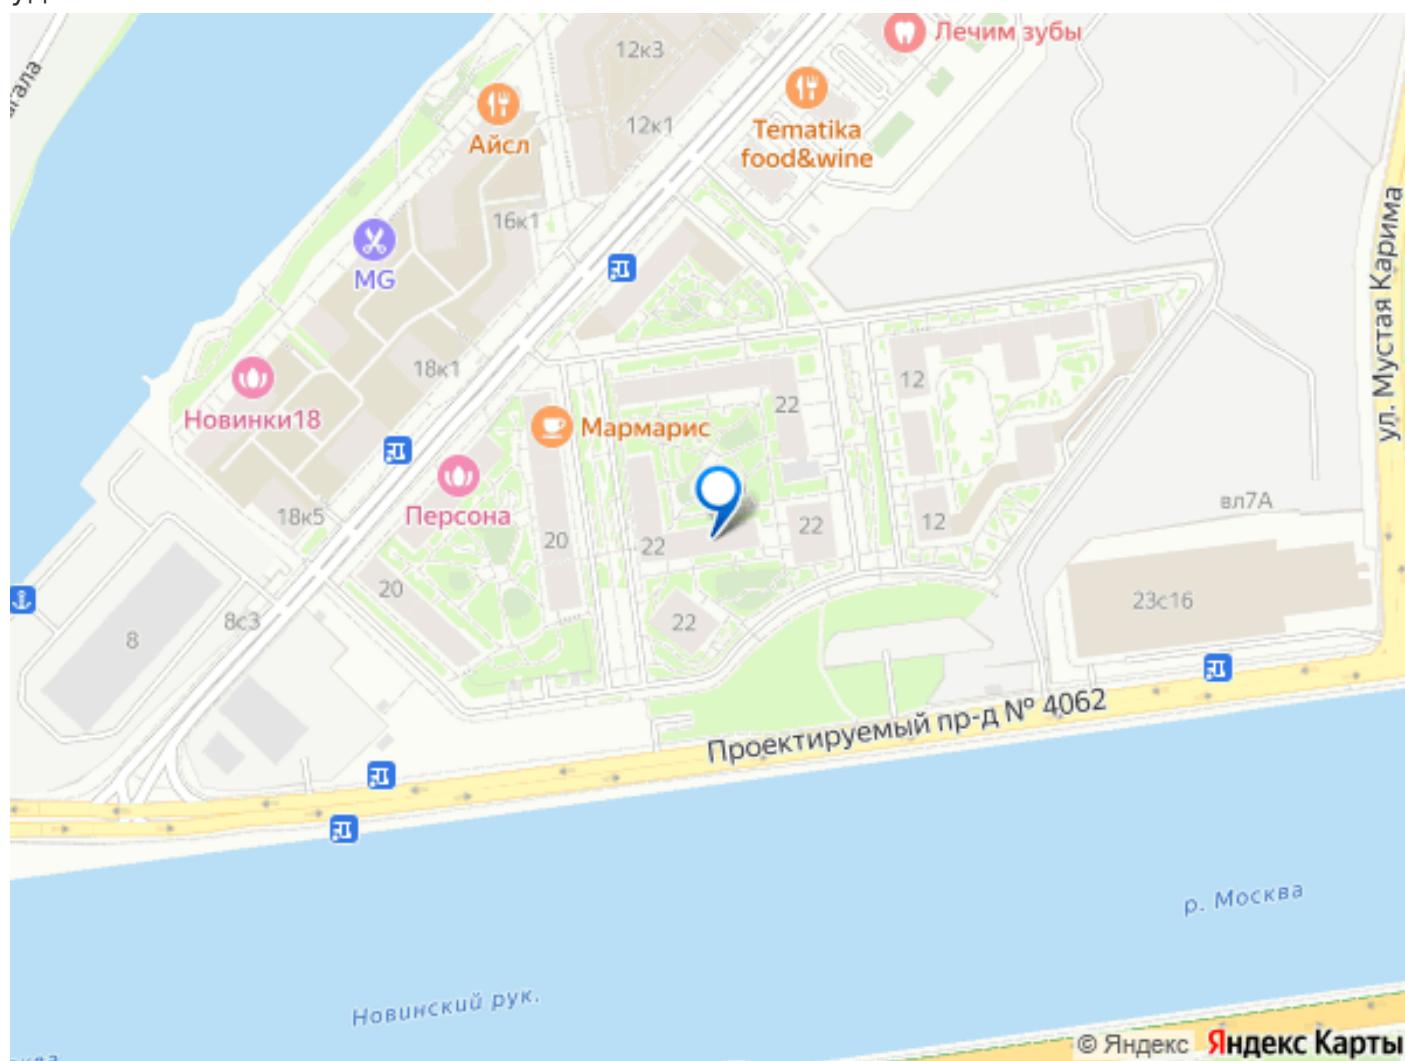 Лечим зубы
12к3
Айсл
12к1
Tematika
food&wine
16к1
MG
ул. Мустая Карима
18к1
12
Новинки18
22
Мармарис
18к5
Персона
20
22
22
12
вл7А
20
8с3
8
22
23с16
Проектируемый пр-д № 4062
р. Москва
Новинский рук.
© Яндекс
Яндекс Карты